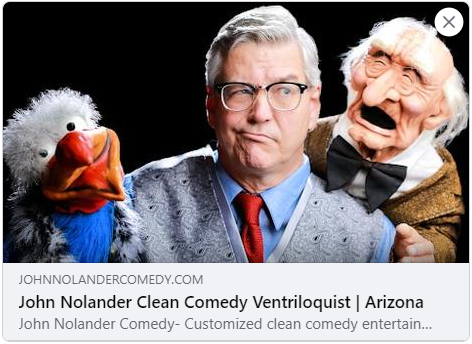 JOHNNOLANDERCOMEDY.COM
John Nolander Clean Comedy Ventriloquist | Arizona
John Nolander Comedy- Customized clean comedy entertain...